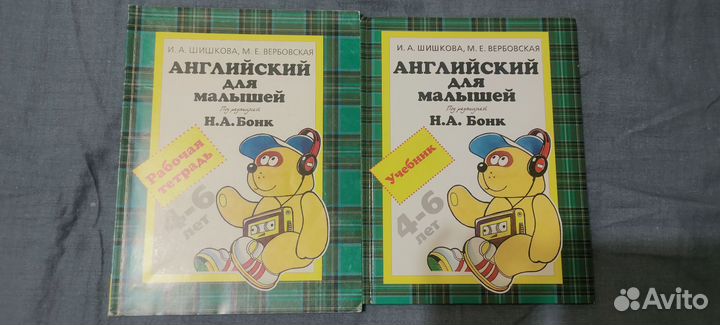 И. А. ШИШКОВА, М. Е. ВЕРБОВСКАЯ
АНГЛИЙСКИЙ
ДЛЯ
МАЛЫШЕЙ
Под редакцией
Н.А. Бонк
Рабочая
тетрадь
4-6
лет
И. А. ШИШКОВА, М. Е. ВЕРБОВСКАЯ
АНГЛИЙСКИЙ
ДЛЯ
МАЛЫШЕЙ
Под редакцией
Н.А. Бонк
Учебник
4-6
лет
Avito